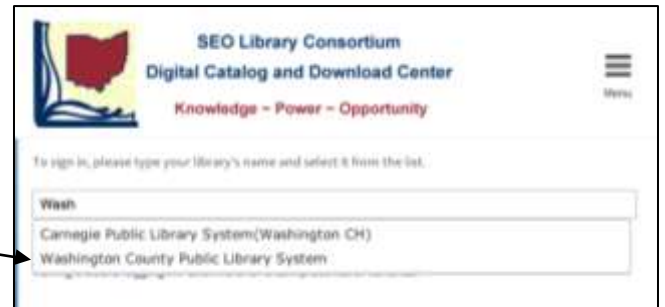 SEO Library Consortium
Digital Catalog and Download Center
Knowledge ~ Power ~ Opportunity
Menu
To sign in, please type your library's name and select it from the list.
Wash
Carnegie Public Library System(Washington CH)
Washington County Public Library System